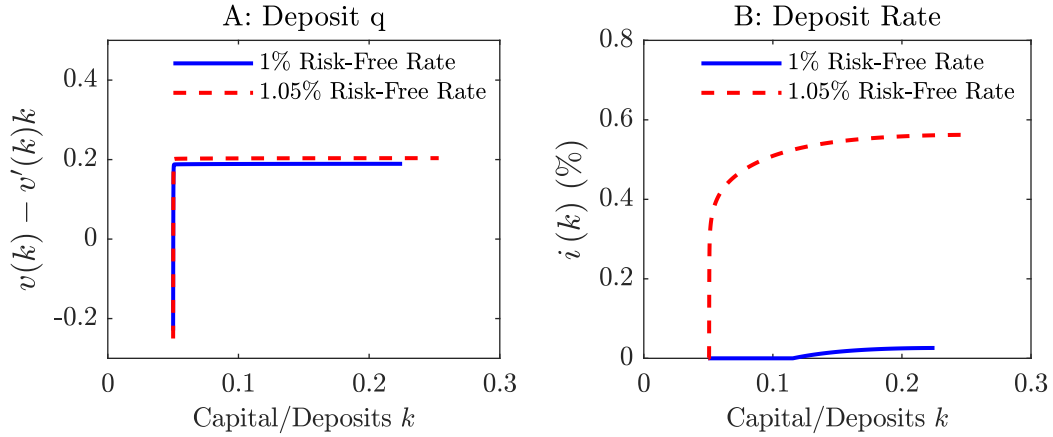 A: Deposit q
1% Risk-Free Rate
1.05% Risk-Free Rate
v(k) − v′(k)k
0.4
0.2
0
-0.2
0
0.1
0.2
0.3
Capital/Deposits k
B: Deposit Rate
1% Risk-Free Rate
1.05% Risk-Free Rate
i(k) (%)
0.8
0.6
0.4
0.2
0
0
0.1
0.2
0.3
Capital/Deposits k